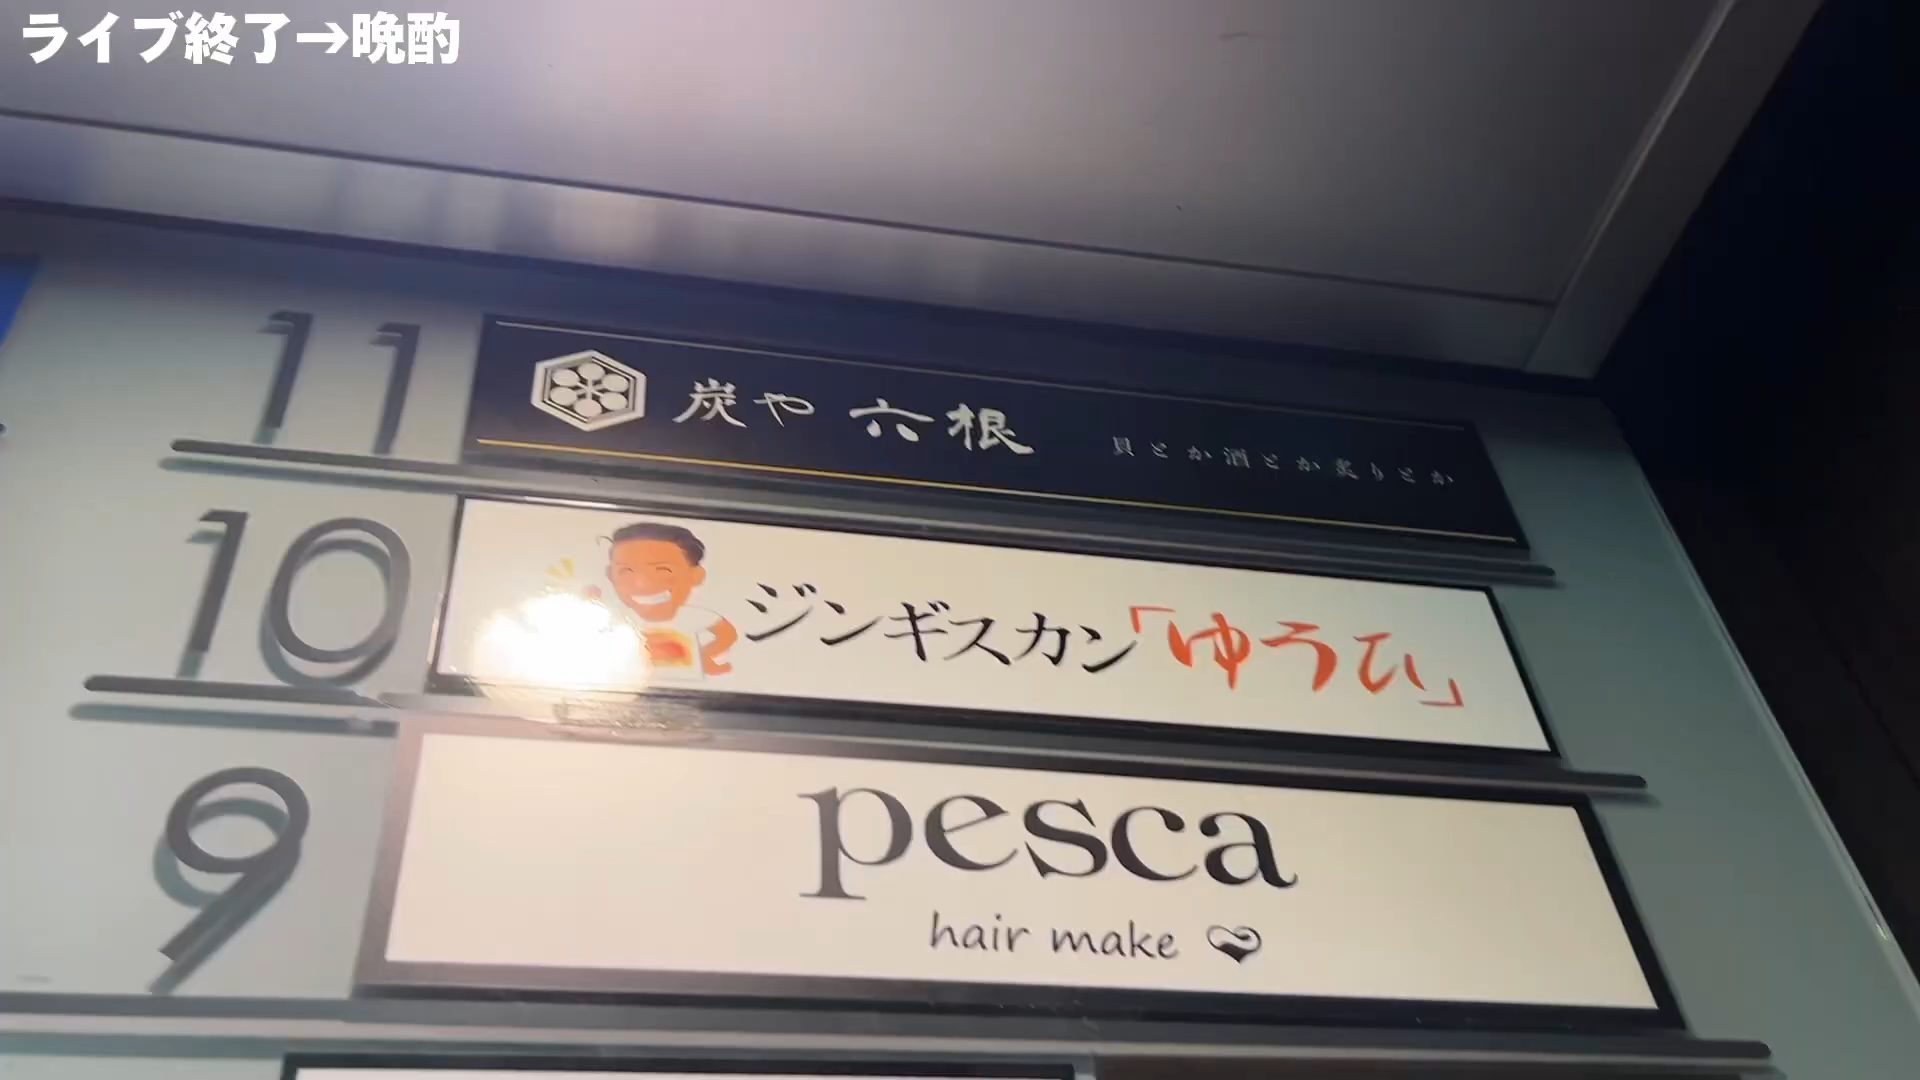 ライブ終了→晩酌
11
炭や 六根
貝とか酒とか炙りとか
10
ジンギスカン「ゆうひ」
9
pesca
hair make